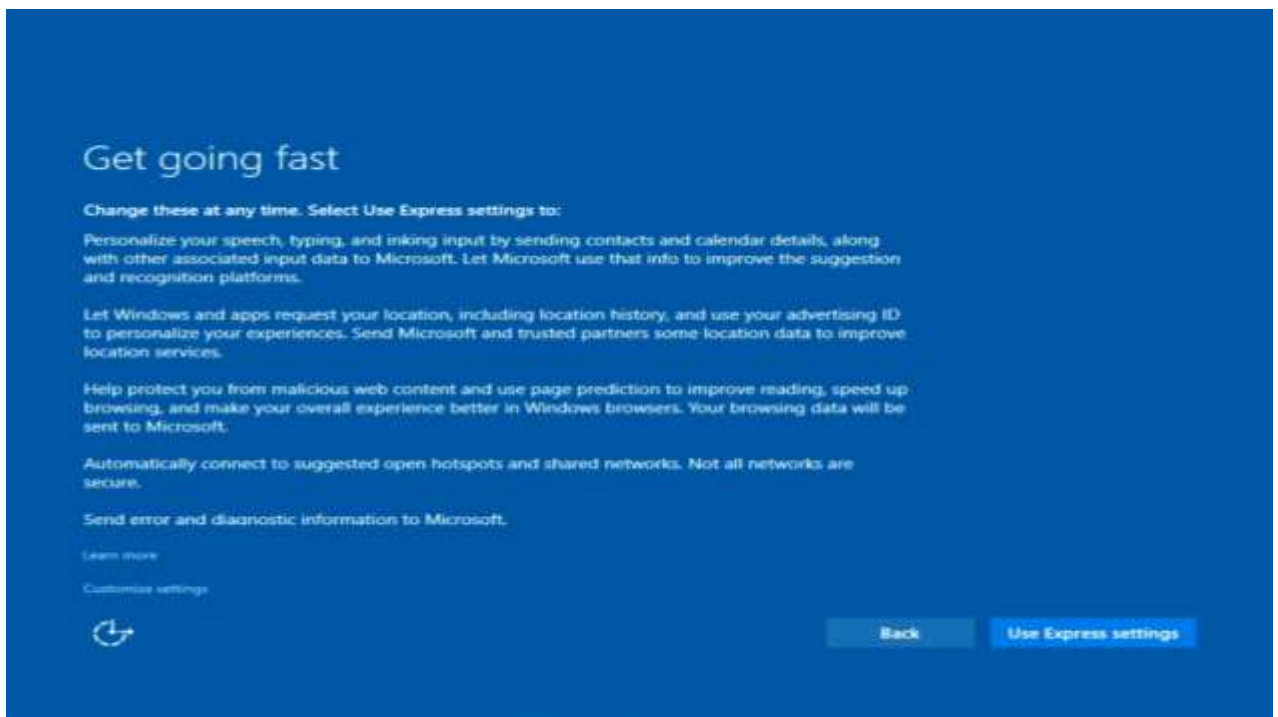 Get going fast
Change these at any time. Select Use Express settings to:
Personalize your speech, typing, and inking input by sending contacts and calendar details, along
with other associated input data to Microsoft. Let Microsoft use that info to improve the suggestion
and recognition platforms.
Let Windows and apps request your location, including location history, and use your advertising ID
to personalize your experiences. Send Microsoft and trusted partners some location data to improve
location services.
Help protect you from malicious web content and use page prediction to improve reading, speed up
browsing, and make your overall experience better in Windows browsers. Your browsing data will be
sent to Microsoft.
Automatically connect to suggested open hotspots and shared networks. Not all networks are
secure.
Send error and diagnostic information to Microsoft.
Learn more
Customize settings
Back Use Express settings